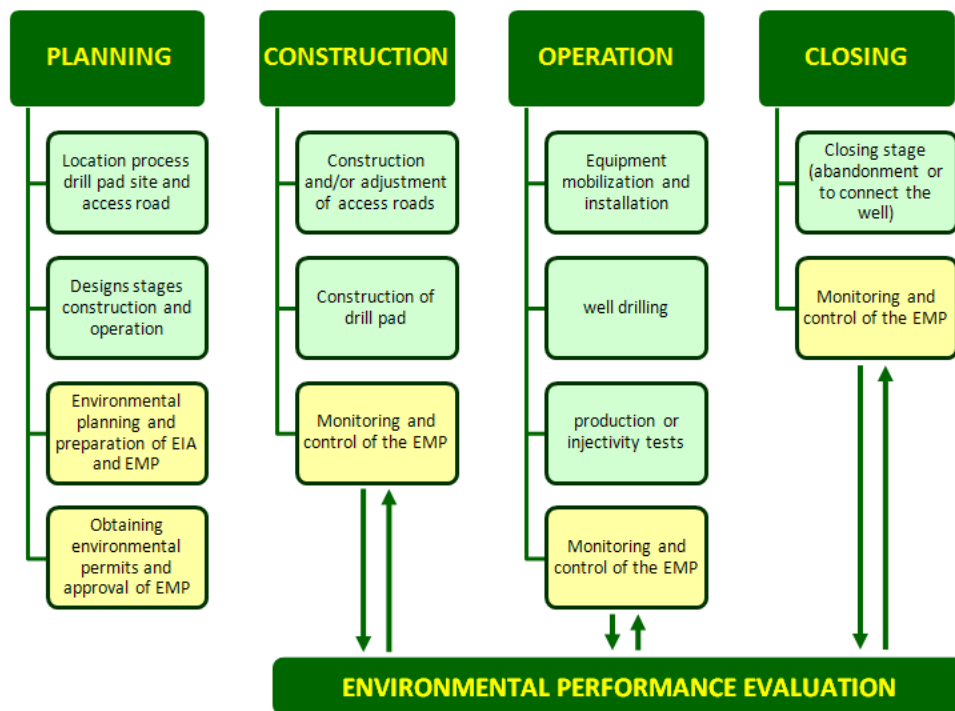 PLANNING
Location process
drill pad site and
access road
Designs stages
construction and
operation
Environmental
planning and
preparation of EIA
and EMP
Obtaining
environmental
permits and
approval of EMP
CONSTRUCTION
Construction
and/or adjustment
of access roads
Construction of
drill pad
Monitoring and
control of the EMP
OPERATION
Equipment
mobilization and
installation
well drilling
production or
injectivity tests
Monitoring and
control of the EMP
CLOSING
Closing stage
(abandonment or
to connect the
well)
Monitoring and
control of the EMP
ENVIRONMENTAL PERFORMANCE EVALUATION